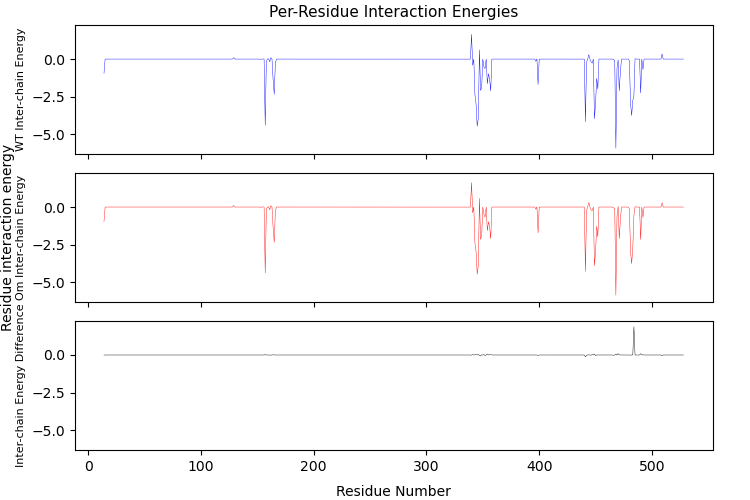 Per-Residue Interaction Energies
Residue interaction energy
WT Inter-chain Energy
0.0
−2.5
−5.0
Om Inter-chain Energy
0.0
−2.5
−5.0
Inter-chain Energy Difference
0.0
−2.5
−5.0
0 100 200 300 400 500
Residue Number